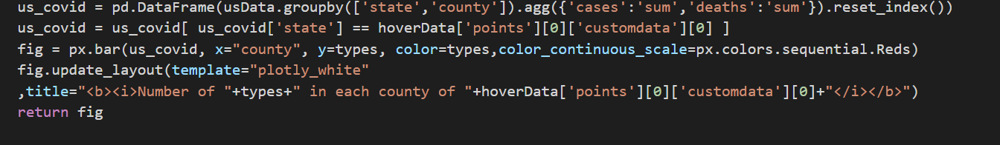 us_covid = pd.DataFrame(usData.groupby(['state','county']).agg({'cases':'sum','deaths':'sum'}).reset_index())
us_covid = us_covid[ us_covid['state'] == hoverData['points'][0]['customdata'][0] ]
fig = px.bar(us_covid, x="county", y=types, color=types,color_continuous_scale=px.colors.sequential.Reds)
fig.update_layout(template="plotly_white"
,title="<b><i>Number of "+types+" in each county of "+hoverData['points'][0]['customdata'][0]+"</i></b>")
return fig